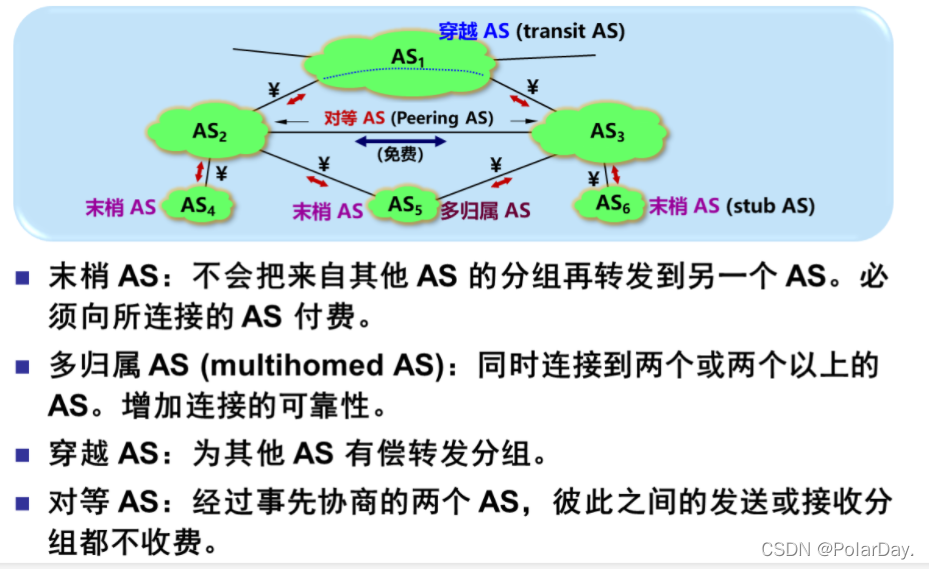 穿越 AS (transit AS)
AS1
¥ ¥
对等 AS (Peering AS)
AS2 AS3
(免费)
¥ ¥ ¥ ¥
末梢 AS AS4 末梢 AS AS5 多归属 AS AS6 末梢 AS (stub AS)
末梢 AS：不会把来自其他 AS 的分组再转发到另一个 AS。必
须向所连接的 AS 付费。
多归属 AS (multihomed AS)：同时连接到两个或两个以上的
AS。增加连接的可靠性。
穿越 AS：为其他 AS 有偿转发分组。
对等 AS：经过事先协商的两个 AS，彼此之间的发送或接收分
组都不收费。
CSDN @PolarDay.